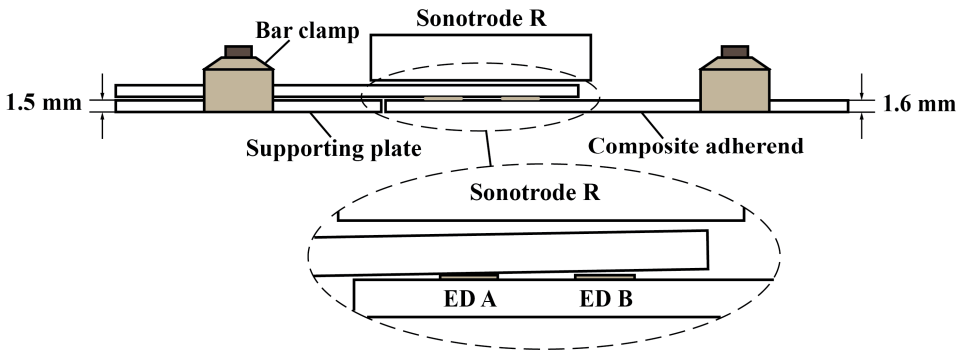 Sonotrode R
Bar clamp
1.5 mm
1.6 mm
Supporting plate
Composite adherend
Sonotrode R
ED A
ED B